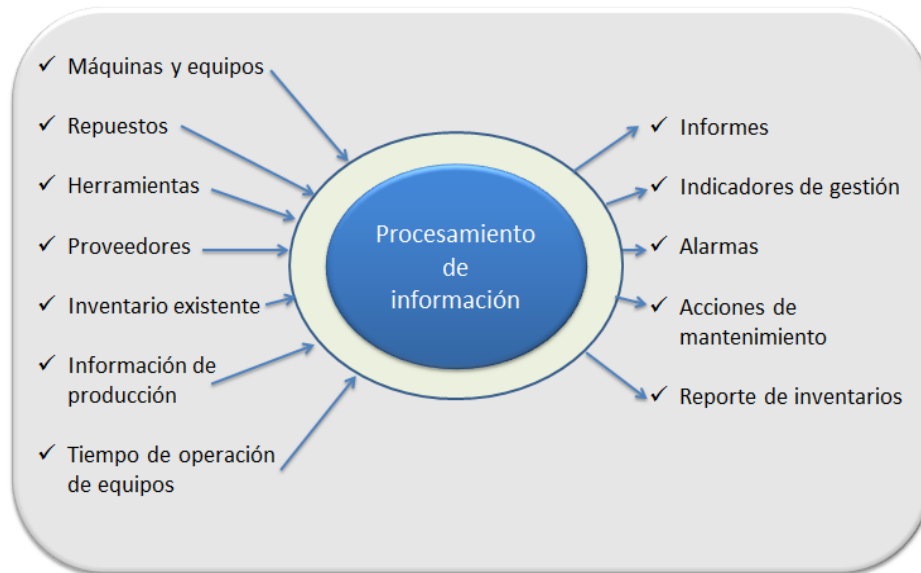 ✓ Máquinas y equipos
✓ Repuestos
✓ Herramientas
✓ Proveedores
✓ Inventario existente
✓ Información de
producción
✓ Tiempo de operación
de equipos
Procesamiento
de
información
✓ Informes
✓ Indicadores de gestión
✓ Alarmas
✓ Acciones de
mantenimiento
✓ Reporte de inventarios